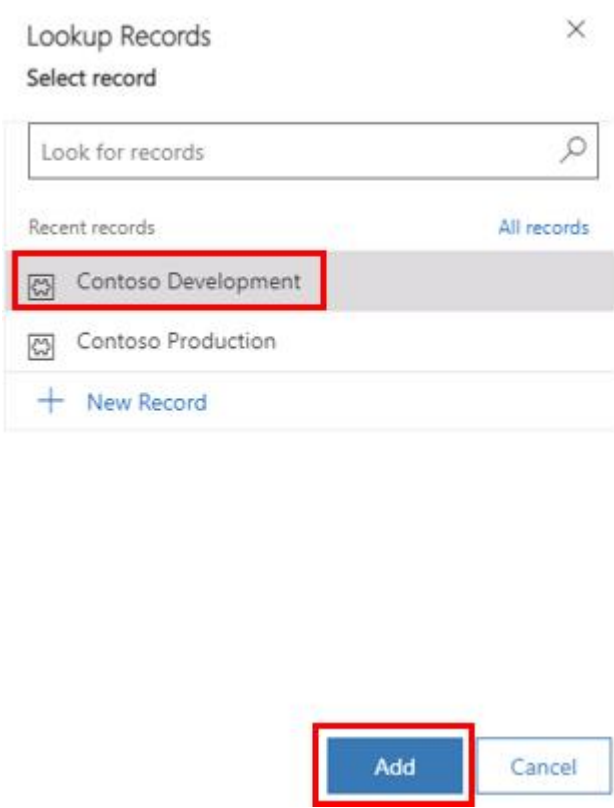 Lookup Records
Select record
Look for records
Recent records All records
Contoso Development
Contoso Production
New Record
Add Cancel